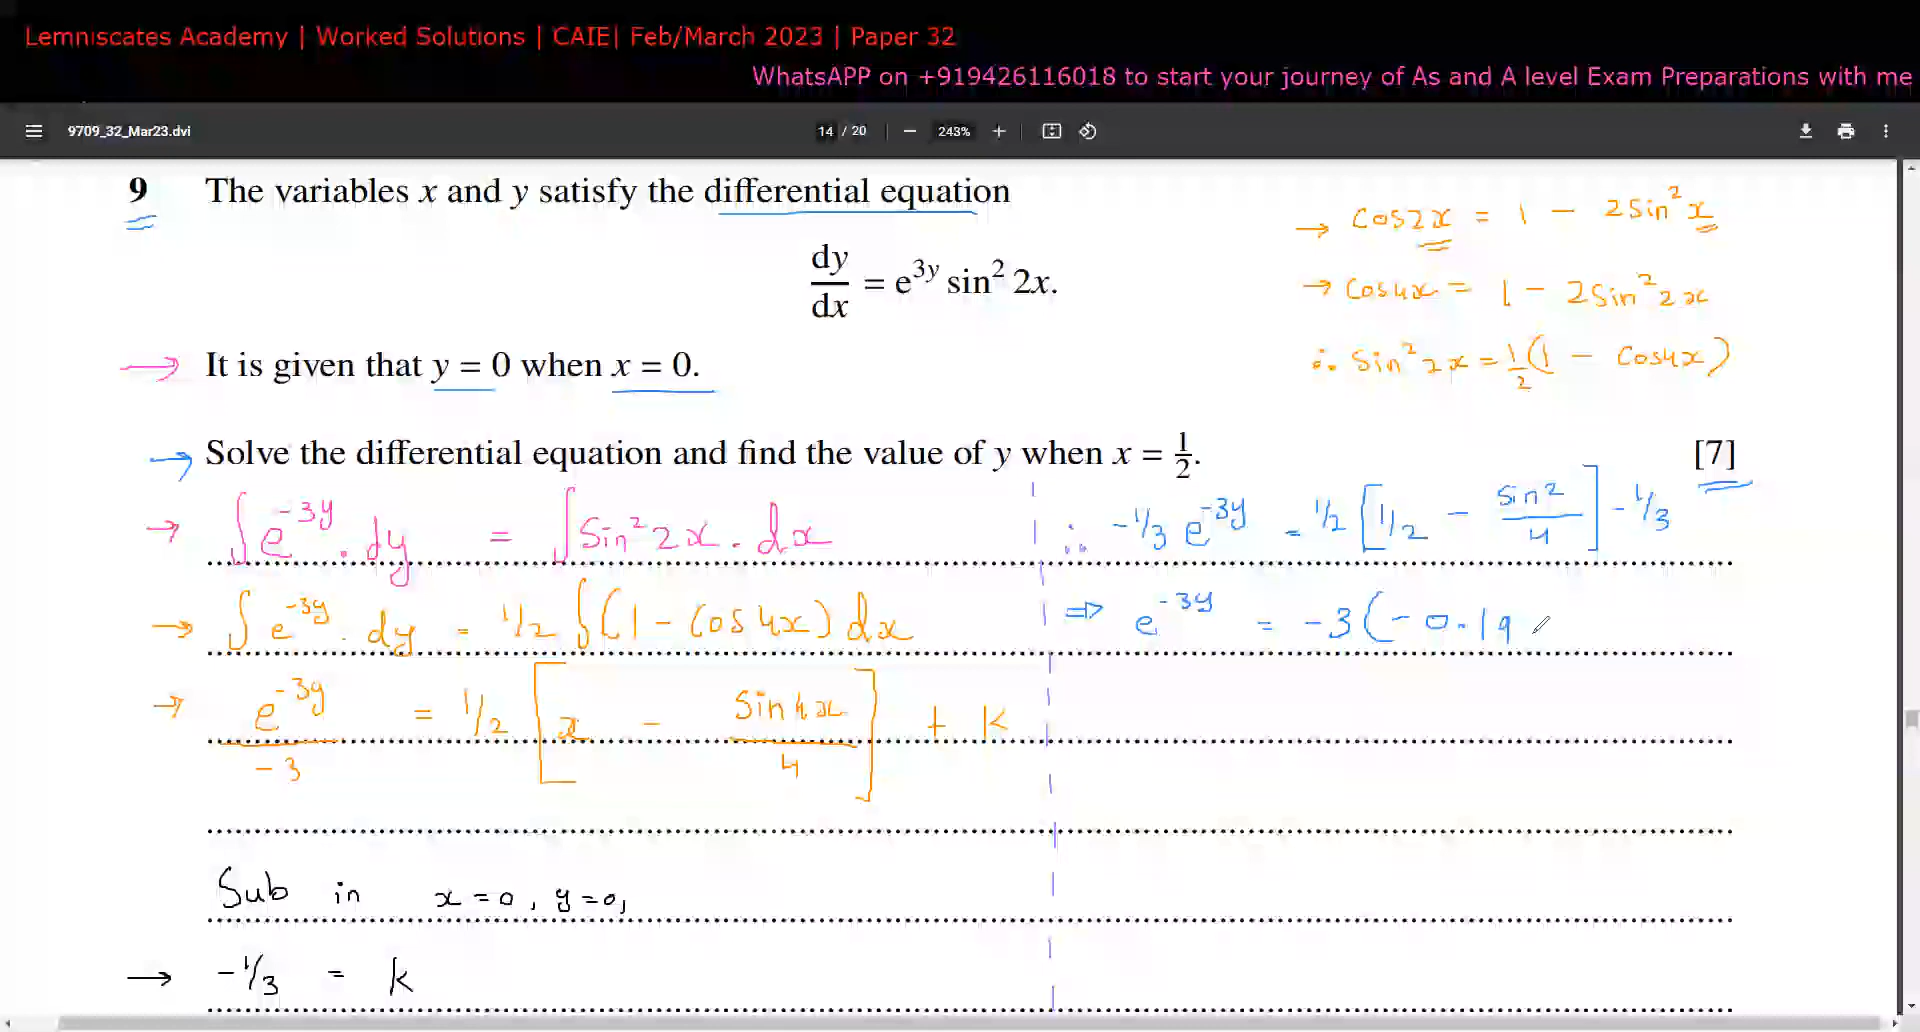 Lemniscates Academy | Worked Solutions | CAIE| Feb/March 2023 | Paper 32
WhatsAPP on +919426116018 to start your journey of As and A level Exam Preparations with me
9709_32_Mar23.dvi
14 / 20
243%
9 The variables x and y satisfy the differential equation
dy/dx = e^{3y} sin² 2x.
→ cos2x = 1 - 2sin²x
→ cos4x = 1 - 2sin²2x
∴ sin²2x = 1/2(1 - cos4x)
→ It is given that y = 0 when x = 0.
→ Solve the differential equation and find the value of y when x = 1/2. [7]
→ ∫e^{-3y}.dy = ∫sin²2x.dx
→ ∫e^{-3y}.dy = 1/2 ∫(1 - cos4x)dx
→ e^{-3y}/-3 = 1/2 [x - sin4x/4] + k
Sub in x=0, y=0,
→ -1/3 = k
∴ -1/3 e^{-3y} = 1/2 [1/2 - sin2/4] - 1/3
⇒ e^{-3y} = -3(-0.19